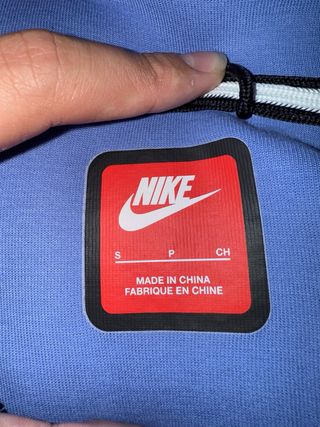 NIKE
S P CH
MADE IN CHINA
FABRIQUE EN CHINE